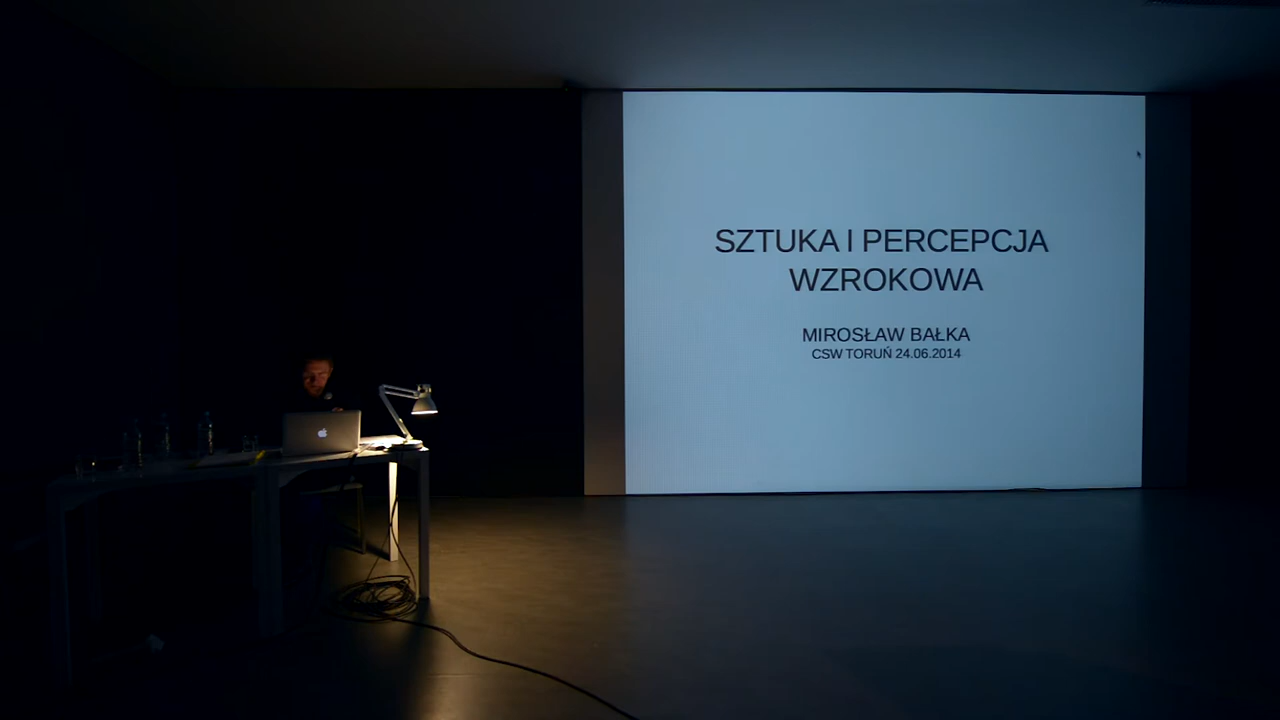 SZTUKA I PERCEPCJA
WZROKOWA
MIROSŁAW BAŁKA
CSW TORUŃ 24.06.2014